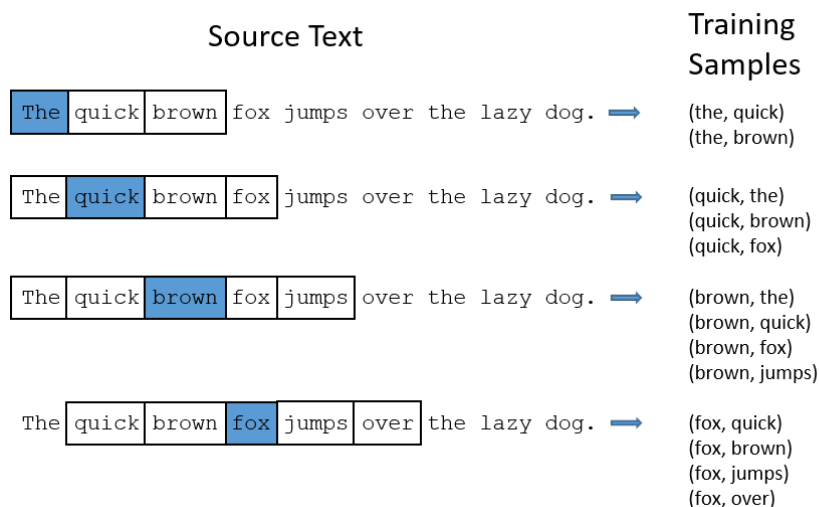 Source Text
Training
Samples
The quick brown fox jumps over the lazy dog.
(the, quick)
(the, brown)
The quick brown fox jumps over the lazy dog.
(quick, the)
(quick, brown)
(quick, fox)
The quick brown fox jumps over the lazy dog.
(brown, the)
(brown, quick)
(brown, fox)
(brown, jumps)
The quick brown fox jumps over the lazy dog.
(fox, quick)
(fox, brown)
(fox, jumps)
(fox, over)